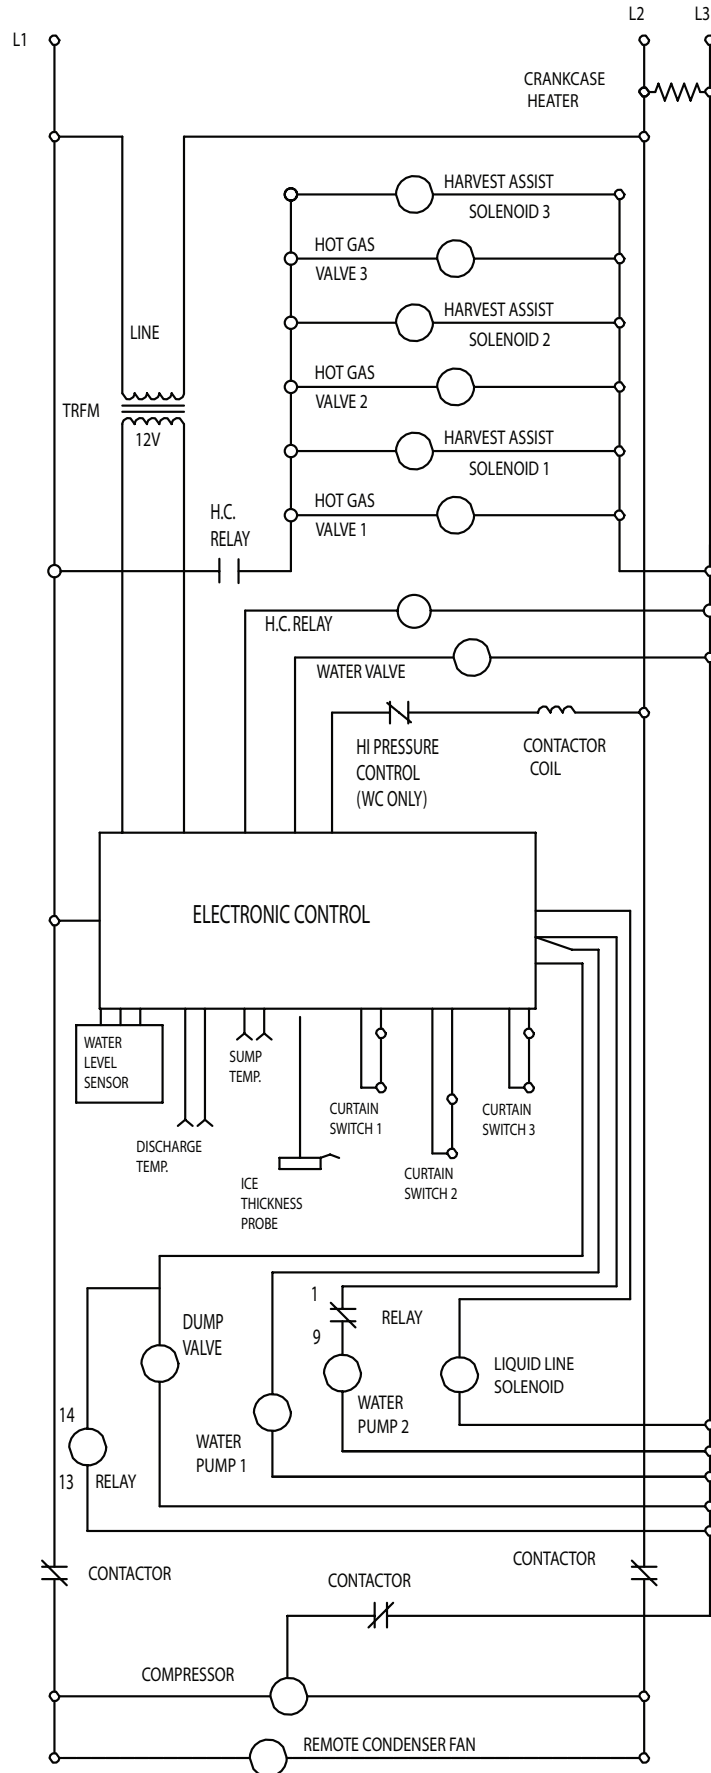 L1
L2
L3
CRANKCASE
HEATER
HARVEST ASSIST
SOLENOID 3
HOT GAS
VALVE 3
HARVEST ASSIST
SOLENOID 2
LINE
HOT GAS
VALVE 2
TRFM
12V
HARVEST ASSIST
SOLENOID 1
HOT GAS
VALVE 1
H.C.
RELAY
H.C. RELAY
WATER VALVE
HI PRESSURE
CONTROL
(WC ONLY)
CONTACTOR
COIL
ELECTRONIC CONTROL
WATER
LEVEL
SENSOR
SUMP
TEMP.
DISCHARGE
TEMP.
ICE
THICKNESS
PROBE
CURTAIN
SWITCH 1
CURTAIN
SWITCH 2
CURTAIN
SWITCH 3
1
RELAY
9
DUMP
VALVE
LIQUID LINE
SOLENOID
WATER
PUMP 2
WATER
PUMP 1
14
13
RELAY
CONTACTOR
CONTACTOR
CONTACTOR
COMPRESSOR
REMOTE CONDENSER FAN